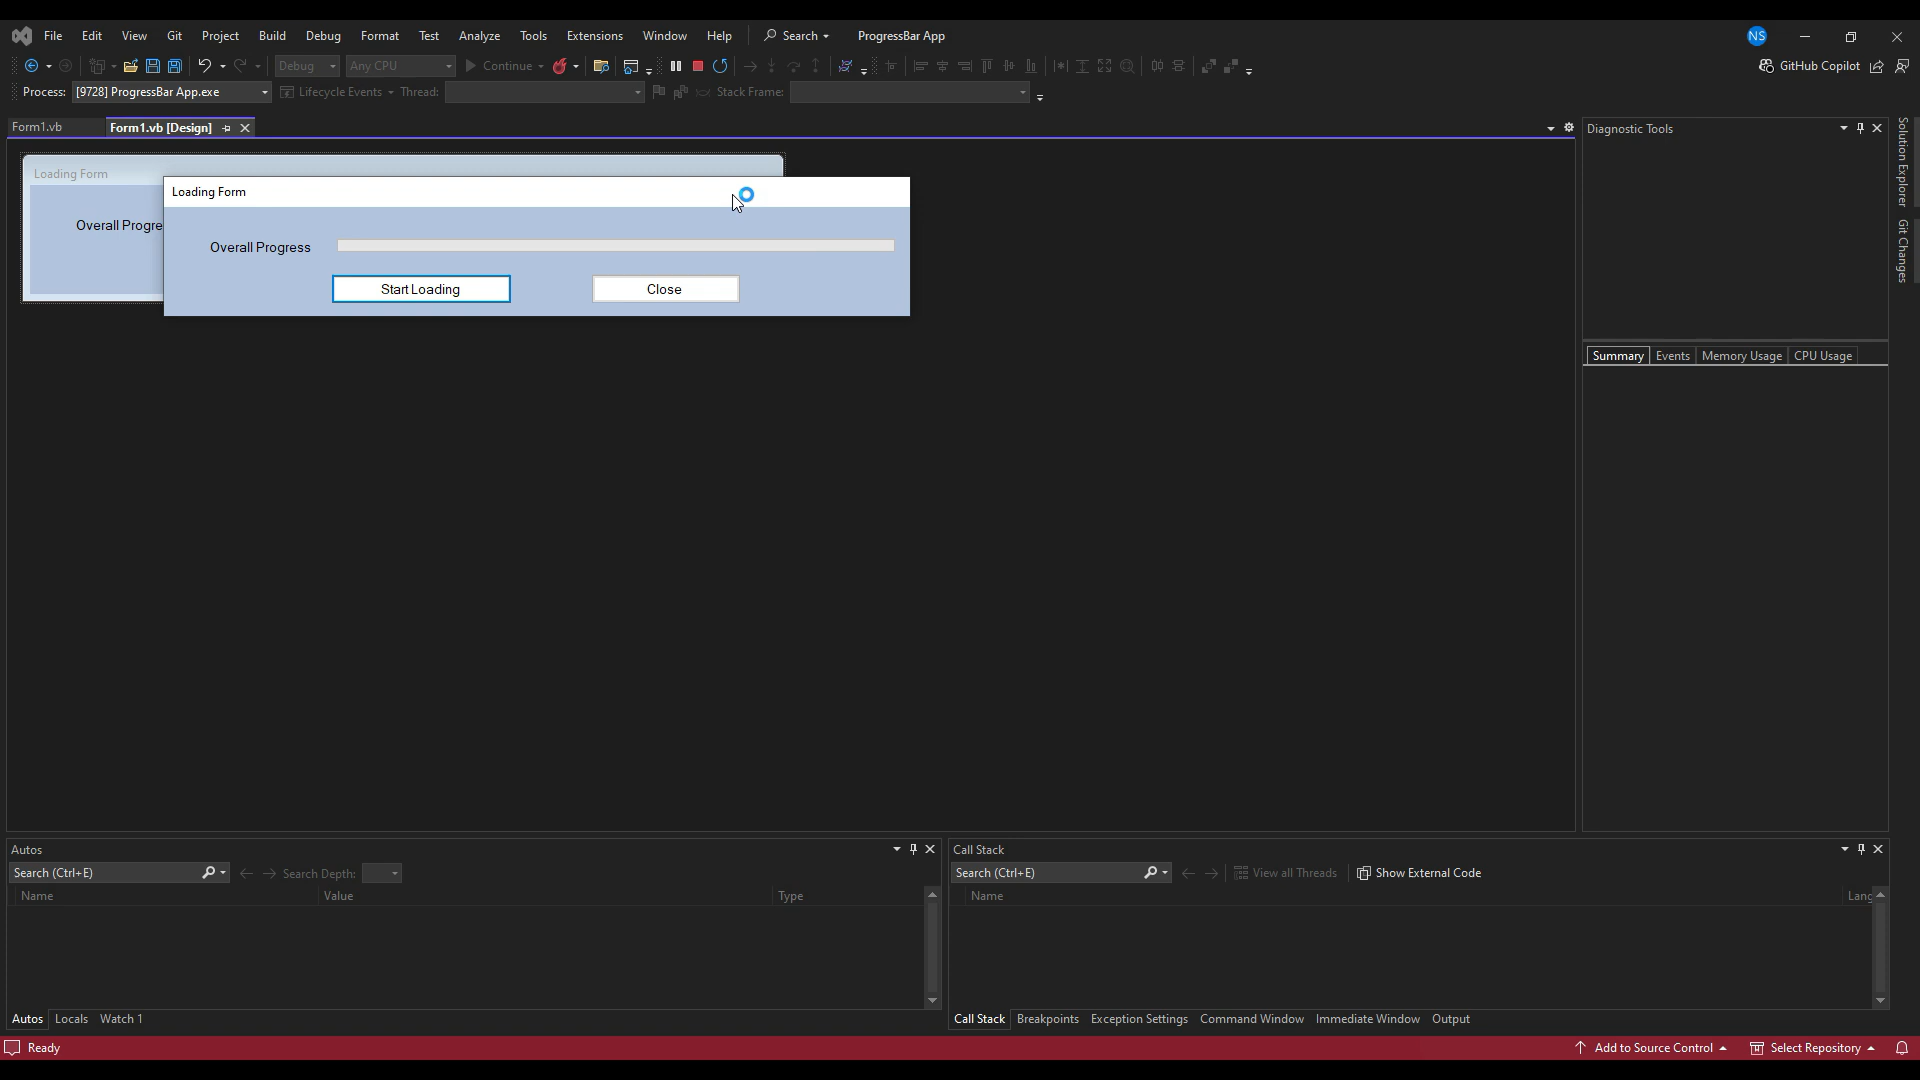 File Edit View Git Project Build Debug Format Test Analyze Tools Extensions Window Help Search ProgressBar App NS
Debug Any CPU Continue GitHub Copilot
Process: [9728] ProgressBar App.exe Lifecycle Events Thread: Stack Frame:
Form1.vb Form1.vb [Design] Diagnostic Tools
Solution Explorer
Git Changes
Loading Form
Overall Progre
Loading Form
Overall Progress
Start Loading Close
Summary Events Memory Usage CPU Usage
Autos
Search (Ctrl+E) Search Depth:
Name Value Type
Autos Locals Watch 1
Call Stack
Search (Ctrl+E) View all Threads Show External Code
Name Lang
Call Stack Breakpoints Exception Settings Command Window Immediate Window Output
Ready Add to Source Control Select Repository